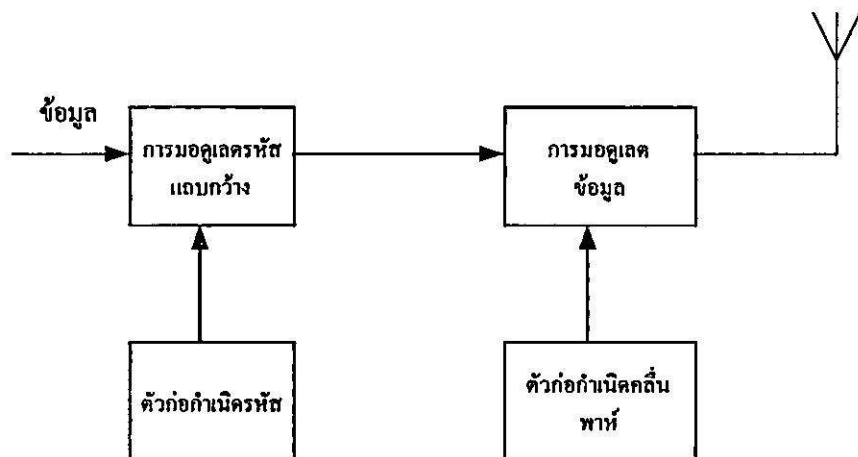 ข้อมูล
การมอดูเลตรหัส
แถบกว้าง
การมอดูเลต
ข้อมูล
ตัวก่อกำเนิดรหัส
ตัวก่อกำเนิดคลื่น
พาห์